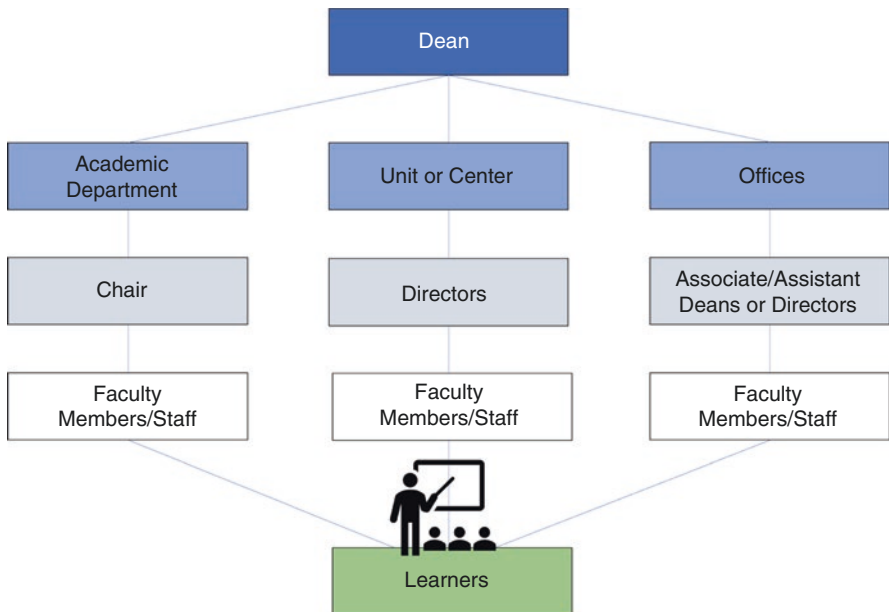 Dean
Academic
Department
Unit or Center
Offices
Chair
Directors
Associate/Assistant
Deans or Directors
Faculty
Members/Staff
Faculty
Members/Staff
Faculty
Members/Staff
Learners